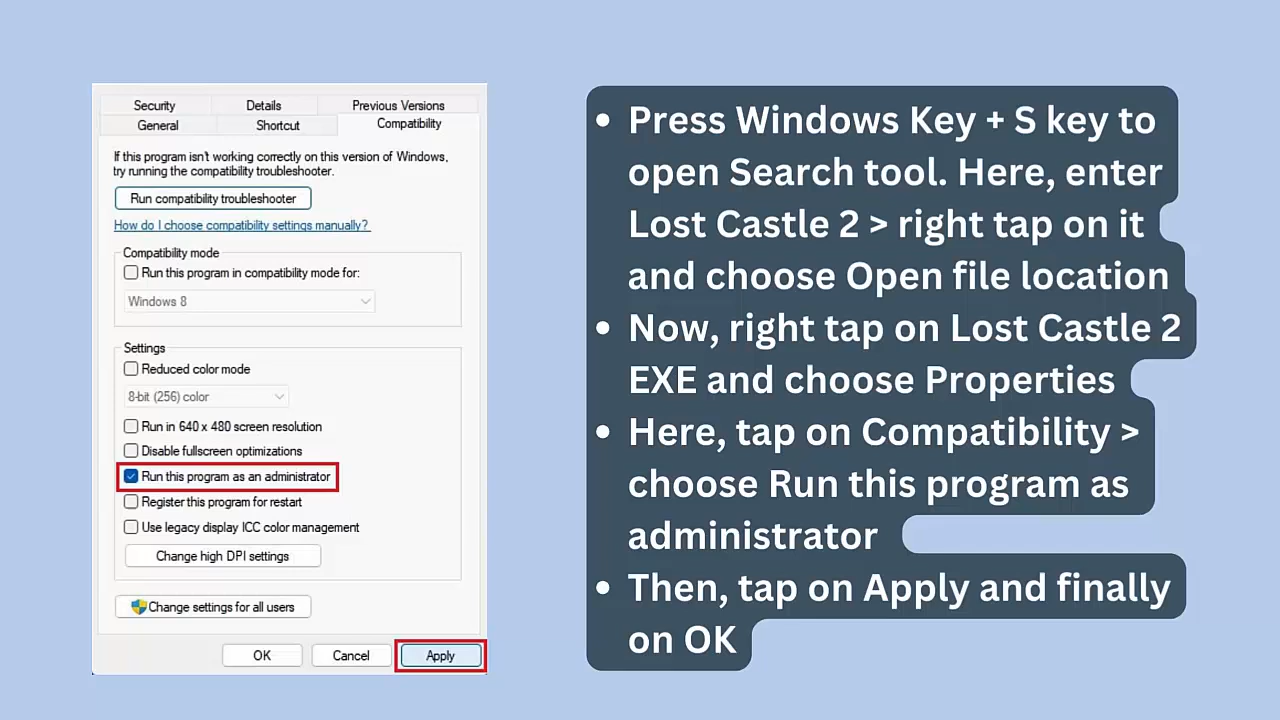 Security Details Previous Versions
General Shortcut Compatibility
If this program isn't working correctly on this version of Windows,
try running the compatibility troubleshooter.
Run compatibility troubleshooter
How do I choose compatibility settings manually?
Compatibility mode
Run this program in compatibility mode for:
Windows 8
Settings
Reduced color mode
8-bit (256) color
Run in 640 x 480 screen resolution
Disable fullscreen optimizations
Run this program as an administrator
Register this program for restart
Use legacy display ICC color management
Change high DPI settings
Change settings for all users
OK Cancel Apply
• Press Windows Key + S key to
open Search tool. Here, enter
Lost Castle 2 > right tap on it
and choose Open file location
• Now, right tap on Lost Castle 2
EXE and choose Properties
• Here, tap on Compatibility >
choose Run this program as
administrator
• Then, tap on Apply and finally
on OK